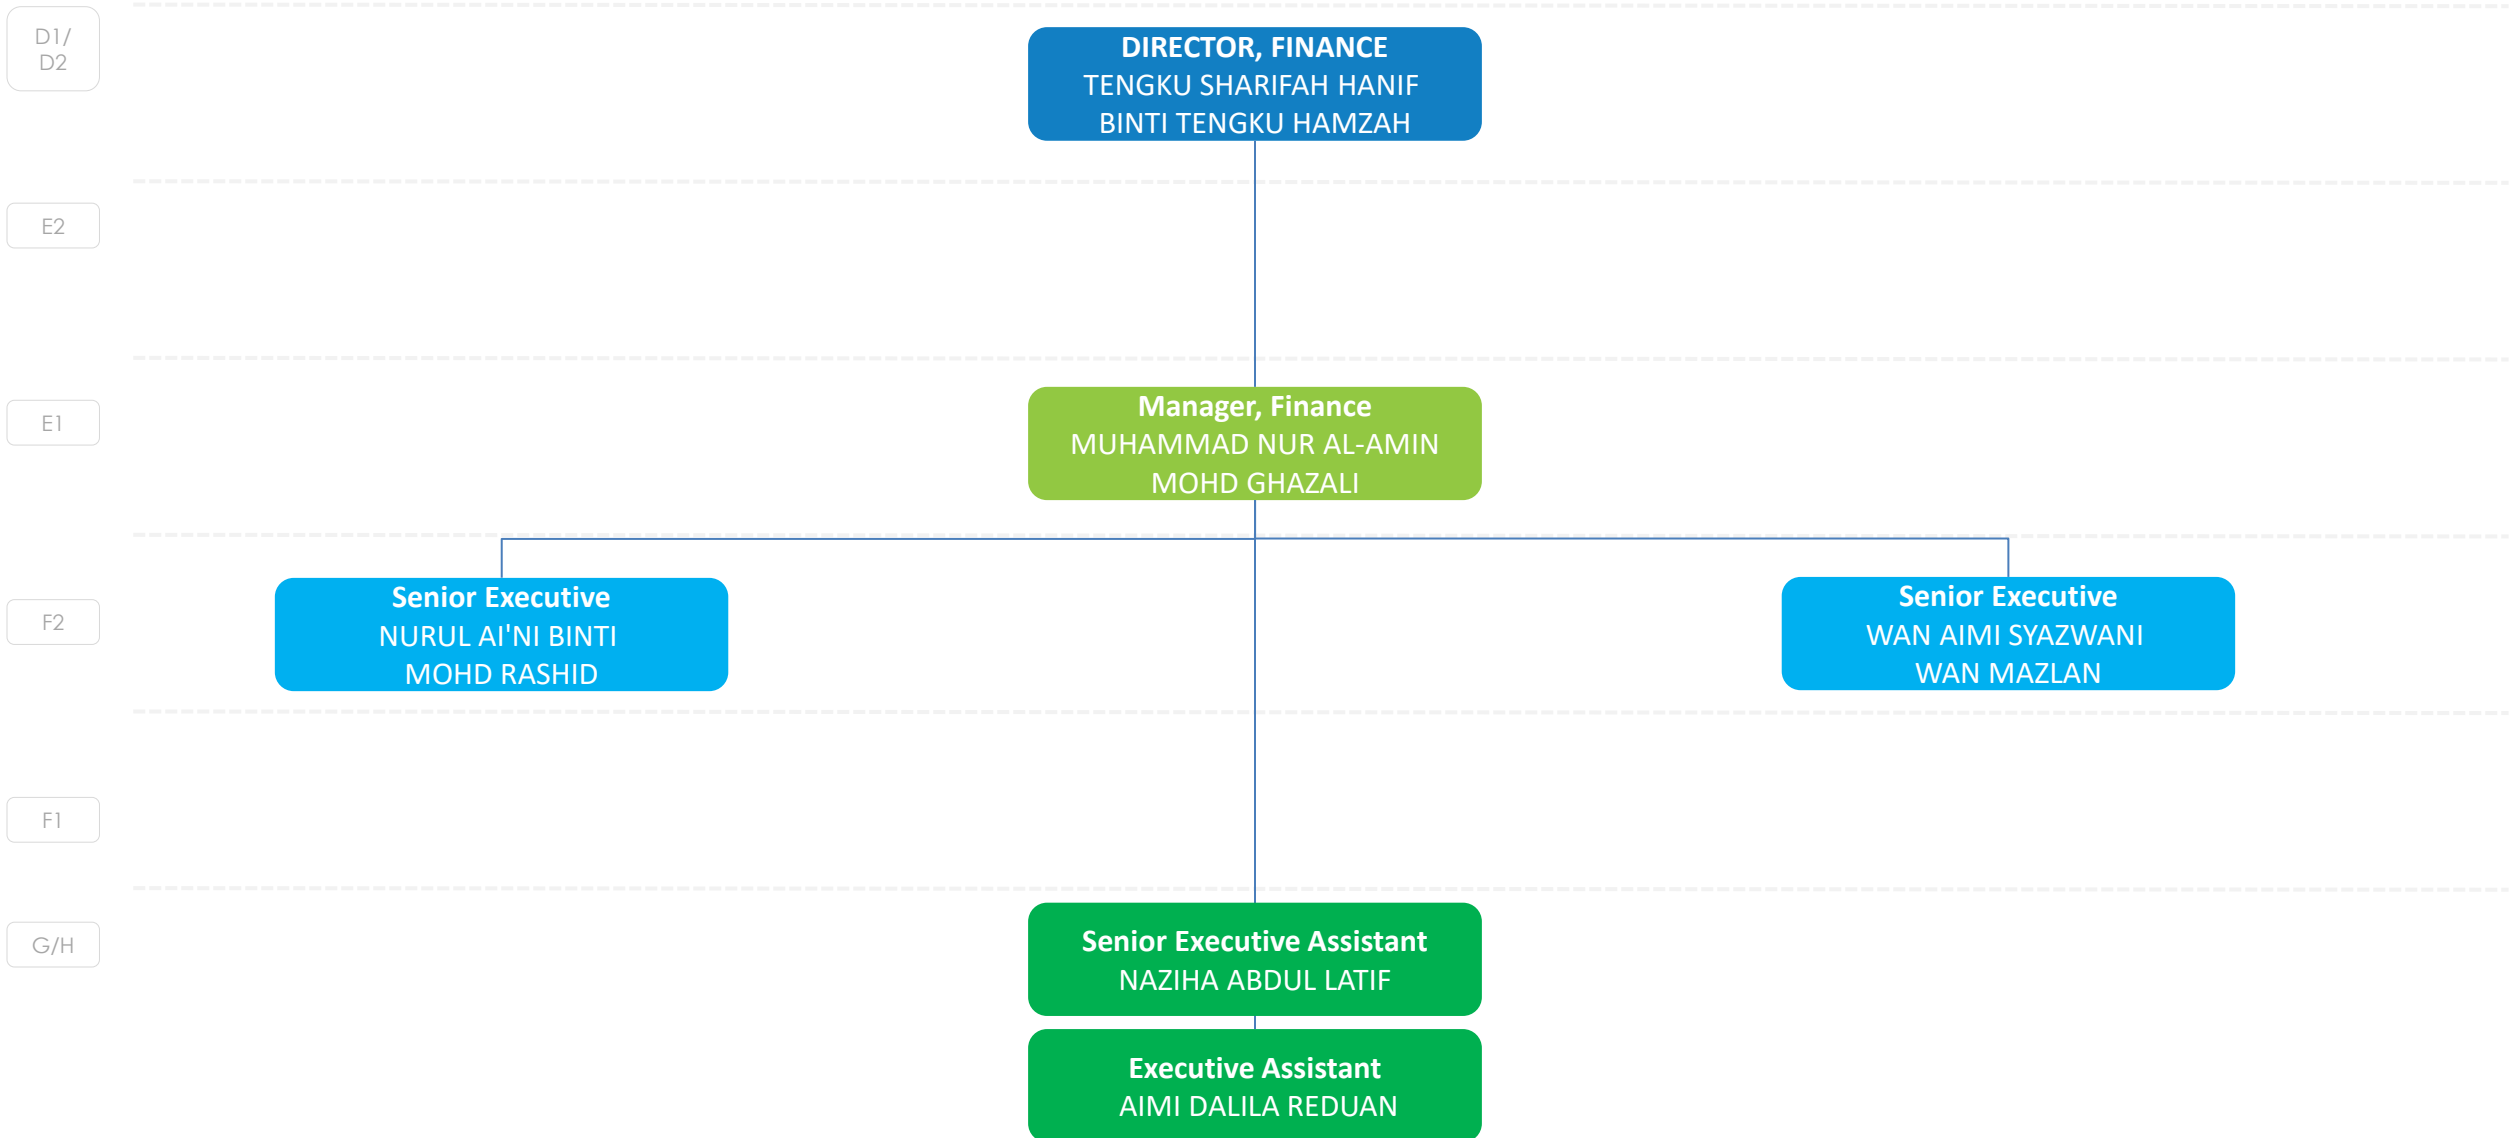 D1/
D2
DIRECTOR, FINANCE
TENGKU SHARIFAH HANIF
BINTI TENGKU HAMZAH
E2
E1
Manager, Finance
MUHAMMAD NUR AL-AMIN
MOHD GHAZALI
F2
Senior Executive
NURUL AI'NI BINTI
MOHD RASHID
Senior Executive
WAN AIMI SYAZWANI
WAN MAZLAN
F1
G/H
Senior Executive Assistant
NAZIHA ABDUL LATIF
Executive Assistant
AIMI DALILA REDUAN